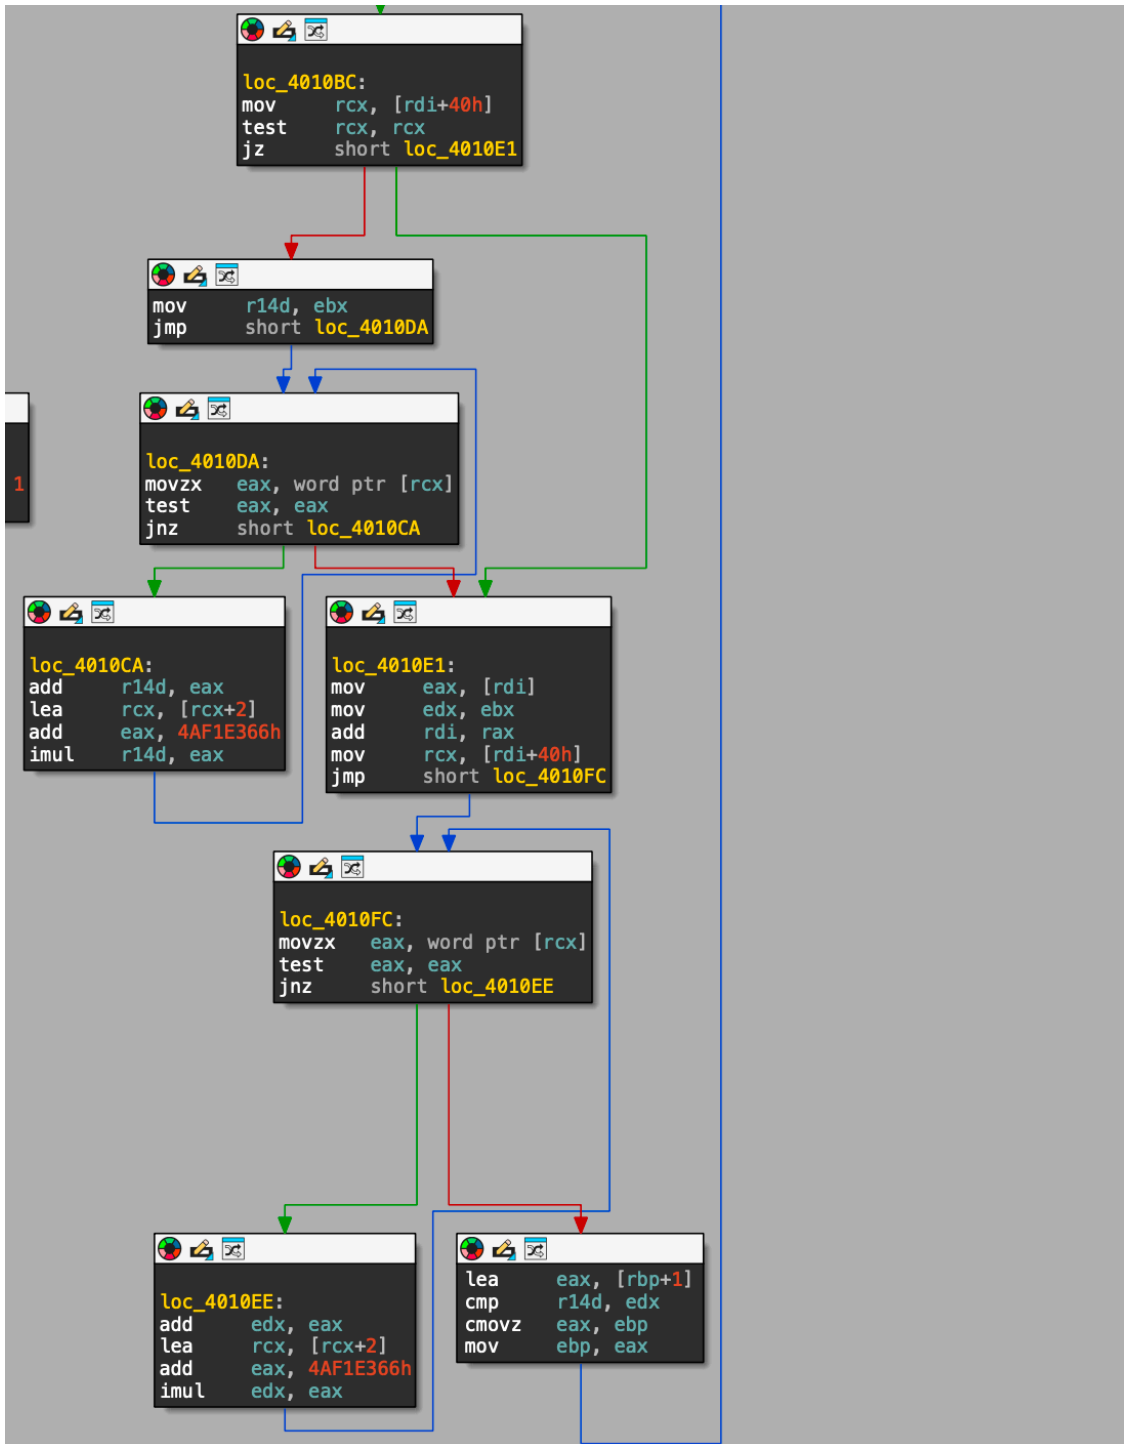 loc_4010BC:
mov rcx, [rdi+40h]
test rcx, rcx
jz short loc_4010E1
mov r14d, ebx
jmp short loc_4010DA
1
loc_4010DA:
movzx eax, word ptr [rcx]
test eax, eax
jnz short loc_4010CA
loc_4010CA:
add r14d, eax
lea rcx, [rcx+2]
add eax, 4AF1E366h
imul r14d, eax
loc_4010E1:
mov eax, [rdi]
mov edx, ebx
add rdi, rax
mov rcx, [rdi+40h]
jmp short loc_4010FC
loc_4010FC:
movzx eax, word ptr [rcx]
test eax, eax
jnz short loc_4010EE
loc_4010EE:
add edx, eax
lea rcx, [rcx+2]
add eax, 4AF1E366h
imul edx, eax
lea eax, [rbp+1]
cmp r14d, edx
cmovz eax, ebp
mov ebp, eax